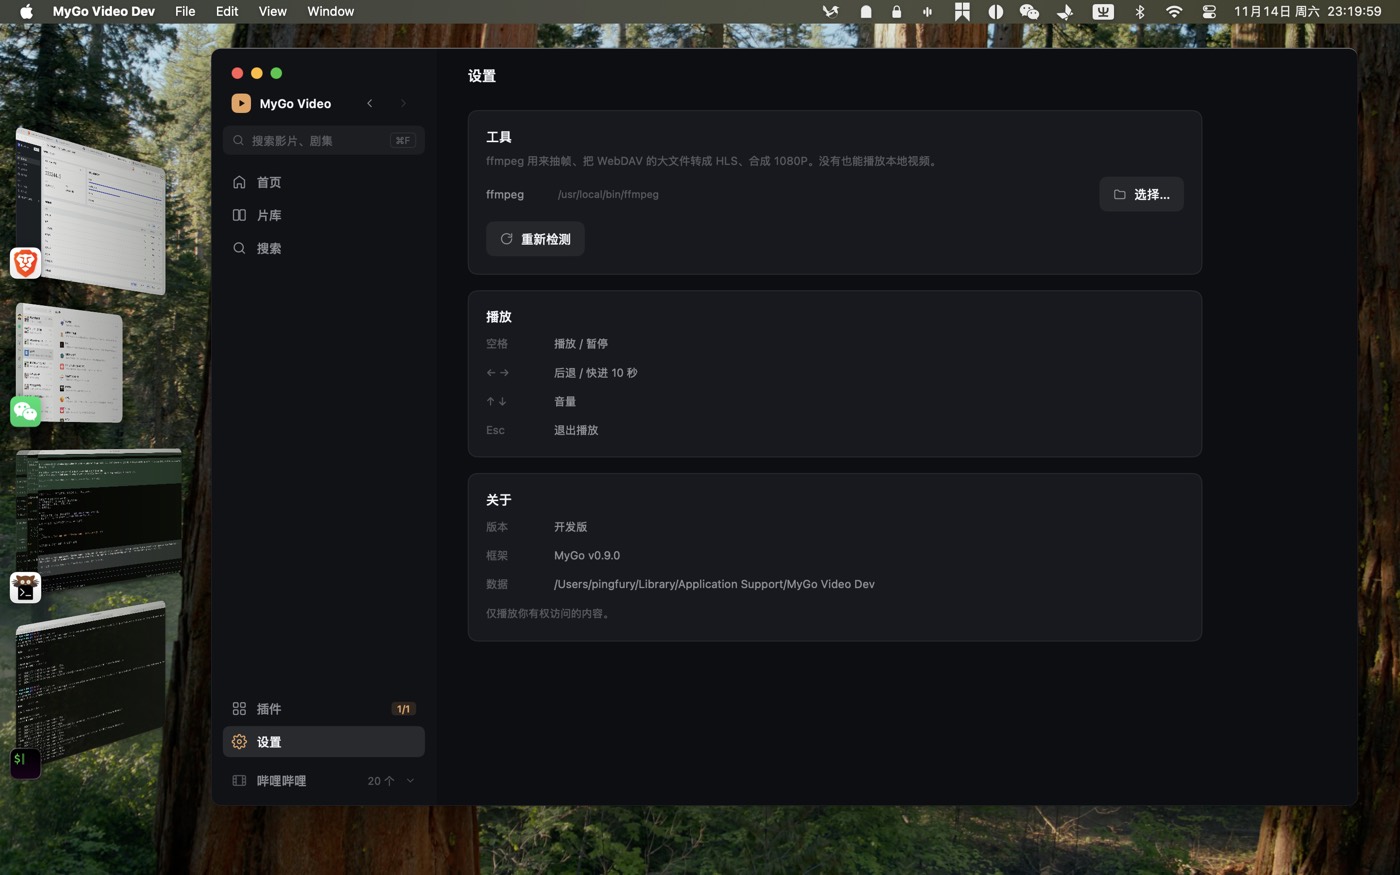 MyGo Video Dev File Edit View Window 11月14日 周六 23:19:59
设置
MyGo Video
搜索影片、剧集 ⌘F
首页
片库
搜索
工具
ffmpeg 用来抽帧、把 WebDAV 的大文件转成 HLS、合成 1080P。没有也能播放本地视频。
ffmpeg /usr/local/bin/ffmpeg 选择...
重新检测
播放
空格 播放 / 暂停
← → 后退 / 快进 10 秒
↑ ↓ 音量
Esc 退出播放
关于
版本 开发版
框架 MyGo v0.9.0
数据 /Users/pingfury/Library/Application Support/MyGo Video Dev
仅播放你有权访问的内容。
插件 1/1
设置
哔哩哔哩 20 个